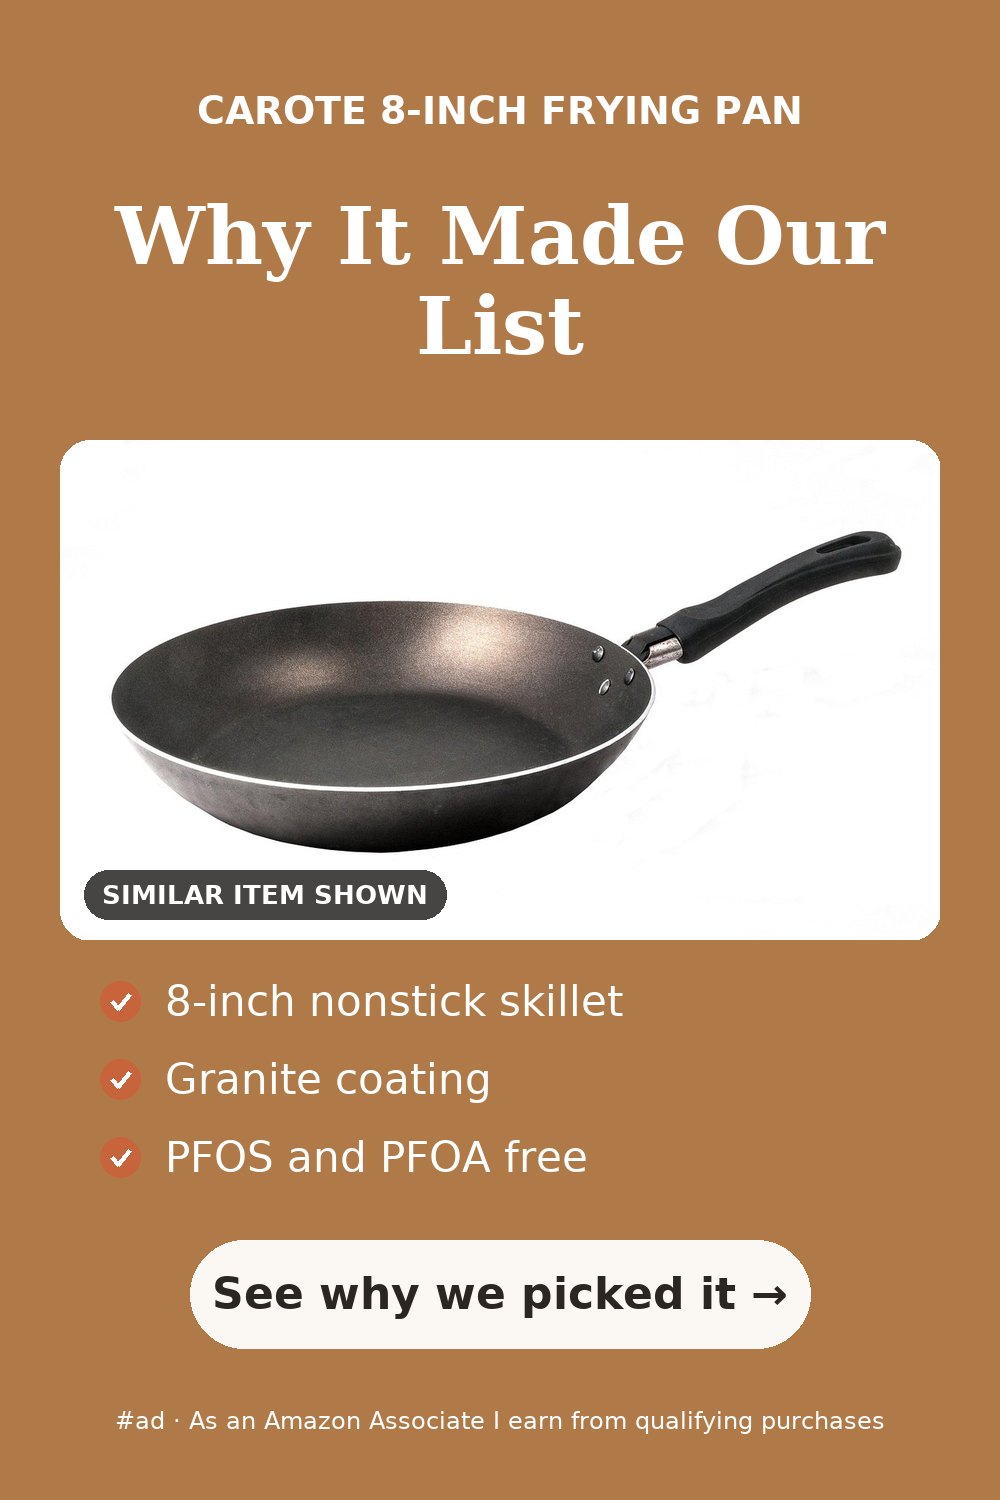 CAROTE 8-INCH FRYING PAN
Why It Made Our
List
SIMILAR ITEM SHOWN
8-inch nonstick skillet
Granite coating
PFOS and PFOA free
See why we picked it →
#ad · As an Amazon Associate I earn from qualifying purchases